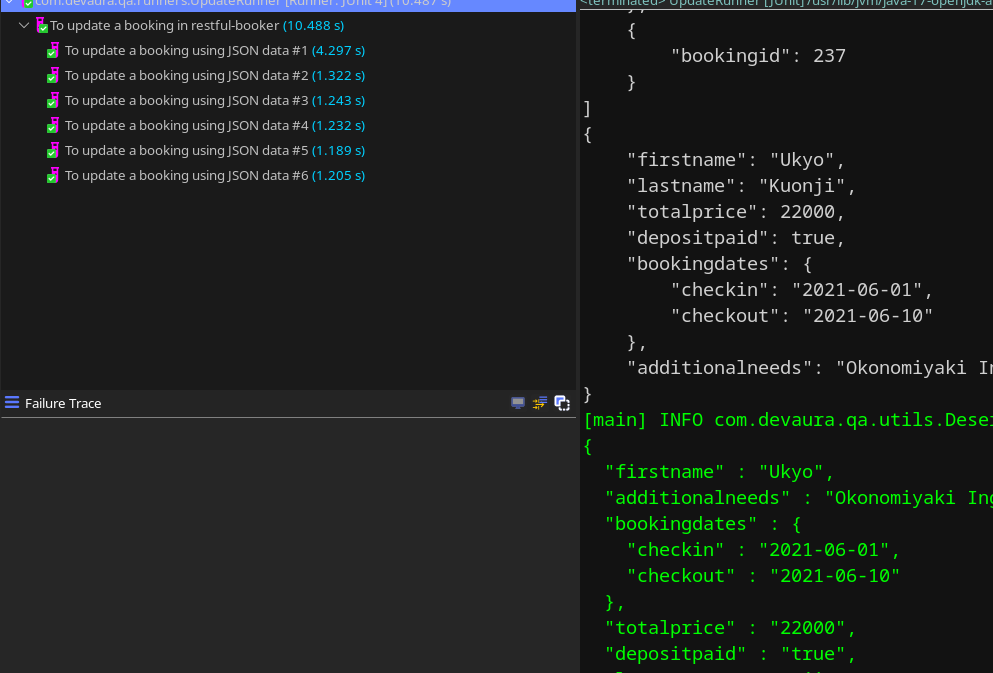 com.devaura.qa.runners.UpdateRunner [Runner: JUnit 4] (10.487 s)
To update a booking in restful-booker (10.488 s)
To update a booking using JSON data #1 (4.297 s)
To update a booking using JSON data #2 (1.322 s)
To update a booking using JSON data #3 (1.243 s)
To update a booking using JSON data #4 (1.232 s)
To update a booking using JSON data #5 (1.189 s)
To update a booking using JSON data #6 (1.205 s)
Failure Trace
<terminated> UpdateRunner [JUnit] /usr/lib/jvm/java-17-openjdk-a
},
{
"bookingid": 237
}
]
{
"firstname": "Ukyo",
"lastname": "Kuonji",
"totalprice": 22000,
"depositpaid": true,
"bookingdates": {
"checkin": "2021-06-01",
"checkout": "2021-06-10"
},
"additionalneeds": "Okonomiyaki In
}
[main] INFO com.devaura.qa.utils.Dese
{
"firstname" : "Ukyo",
"additionalneeds" : "Okonomiyaki Ing
"bookingdates" : {
"checkin" : "2021-06-01",
"checkout" : "2021-06-10"
},
"totalprice" : "22000",
"depositpaid" : "true",